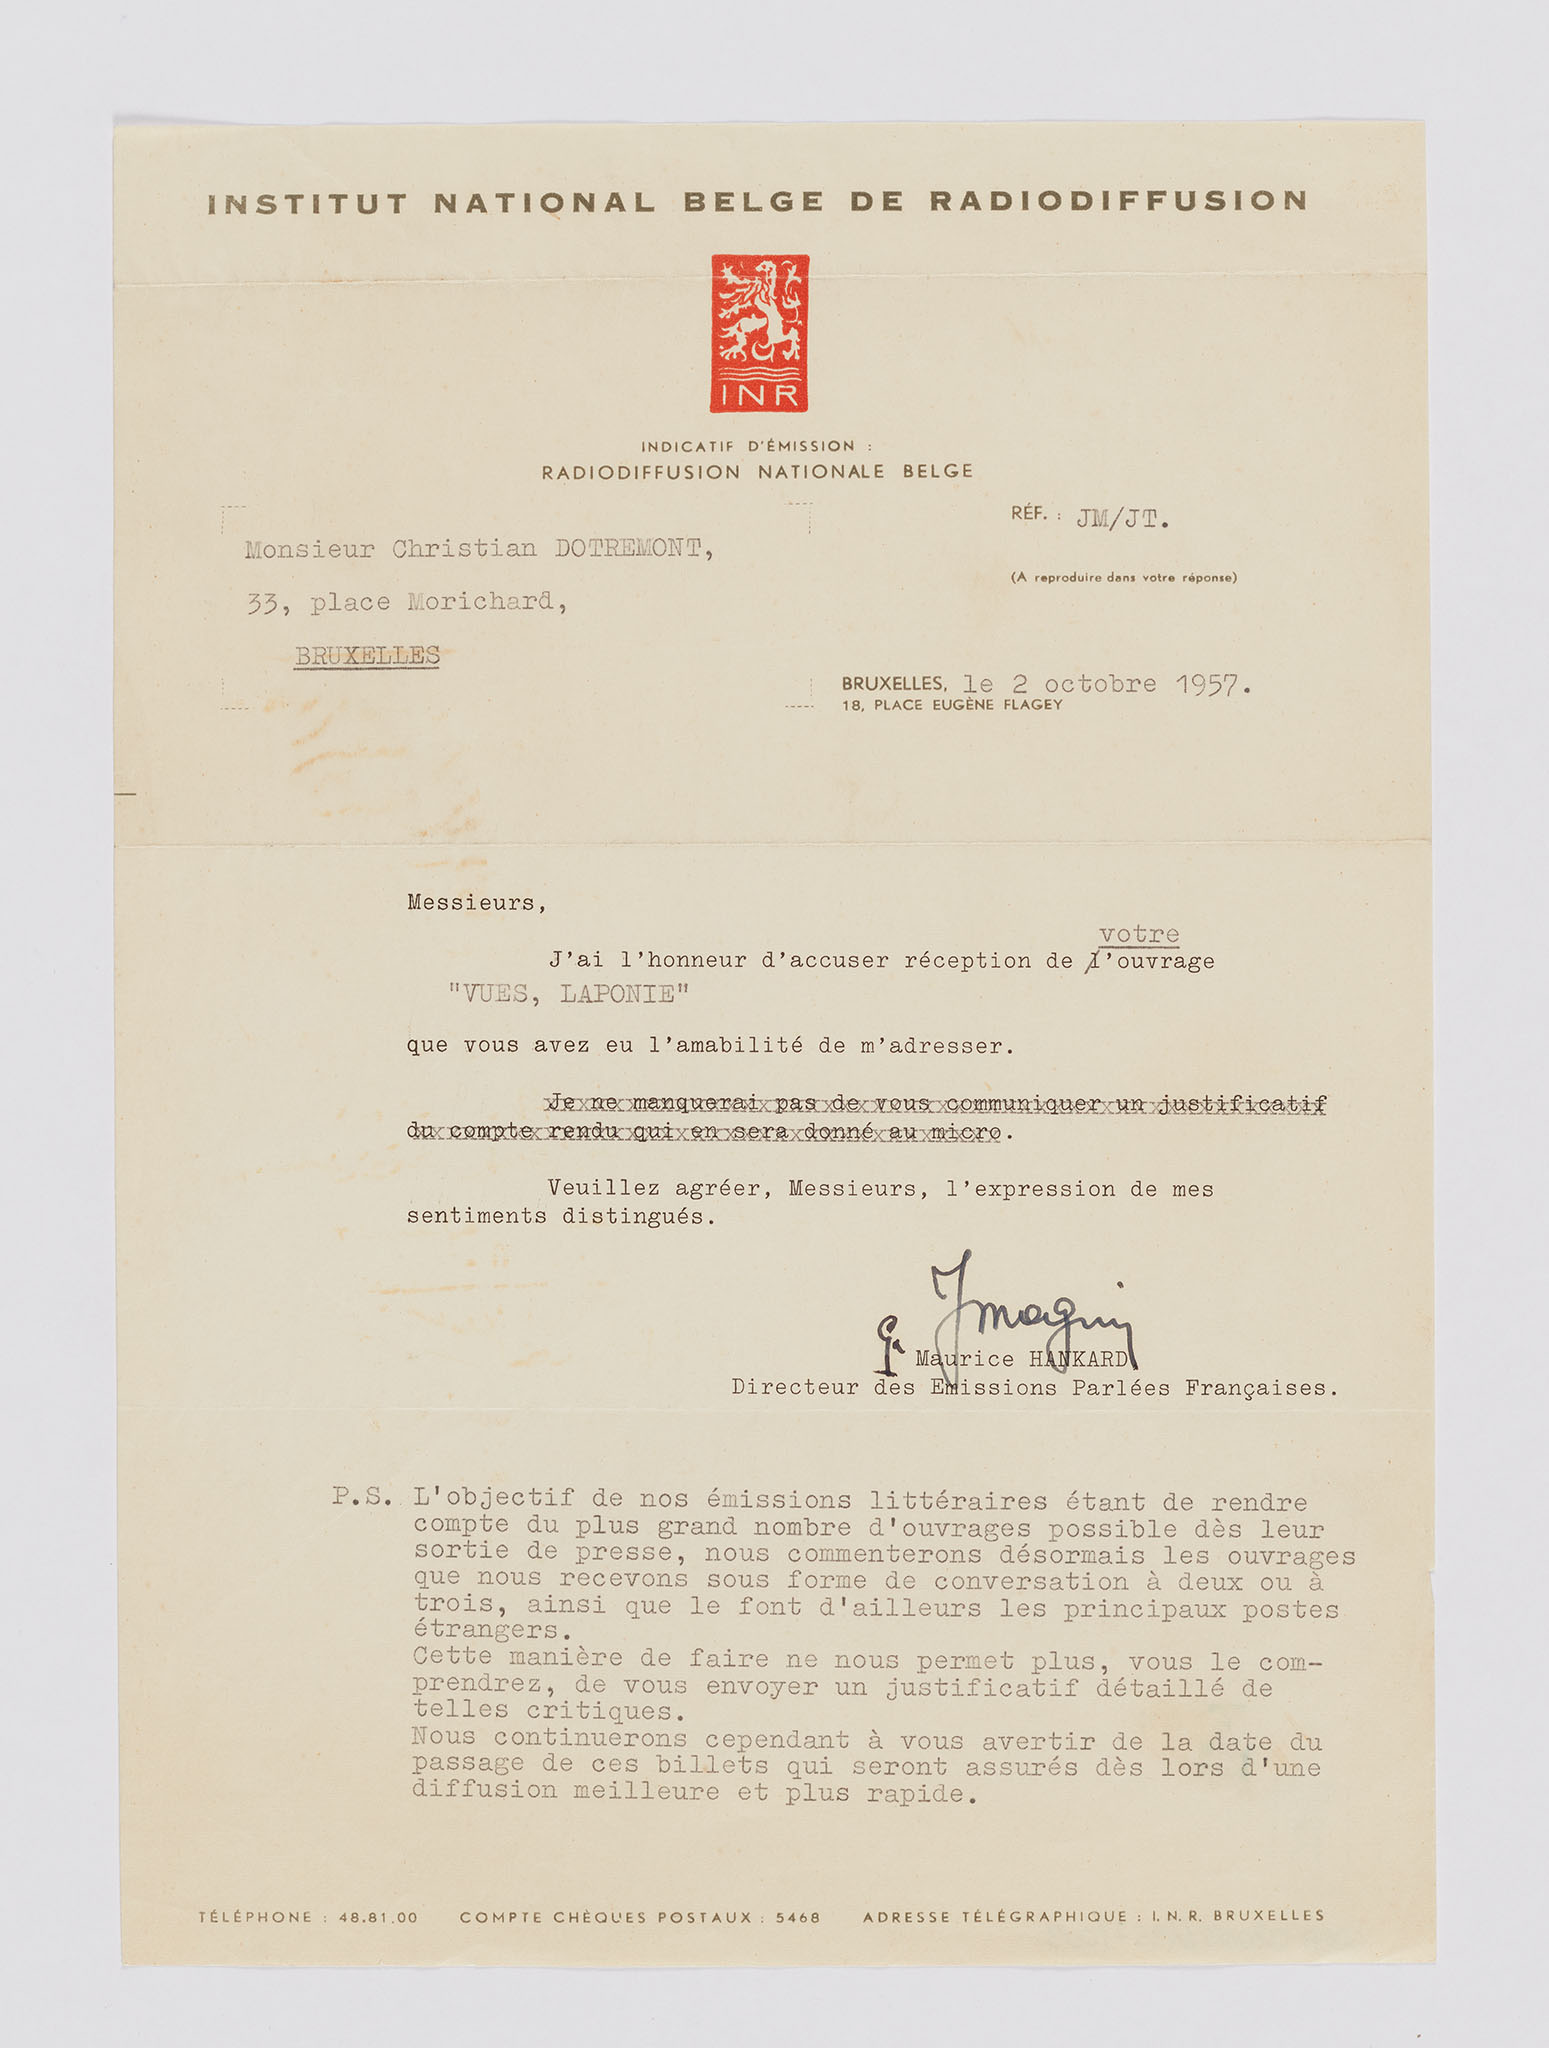 INSTITUT NATIONAL BELGE DE RADIODIFFUSION
INR
INDICATIF D'ÉMISSION :
RADIODIFFUSION NATIONALE BELGE
RÉF. : JM/JT.
Monsieur Christian DOTREMONT,
(A reproduire dans votre réponse)
33, place Morichard,
BRUXELLES
BRUXELLES, le 2 octobre 1957.
18, PLACE EUGÈNE FLAGEY
Messieurs,
votre
J'ai l'honneur d'accuser réception de l'ouvrage
"VUES, LAPONIE"
que vous avez eu l'amabilité de m'adresser.
Je ne manquerai pas de vous communiquer un justificatif
du compte rendu qui en sera donné au micro.
Veuillez agréer, Messieurs, l'expression de mes
sentiments distingués.
Maurice HANKARD,
Directeur des Emissions Parlées Françaises.
P.S. L'objectif de nos émissions littéraires étant de rendre
compte du plus grand nombre d'ouvrages possible dès leur
sortie de presse, nous commenterons désormais les ouvrages
que nous recevons sous forme de conversation à deux ou à
trois, ainsi que le font d'ailleurs les principaux postes
étrangers.
Cette manière de faire ne nous permet plus, vous le com-
prendrez, de vous envoyer un justificatif détaillé de
telles critiques.
Nous continuerons cependant à vous avertir de la date du
passage de ces billets qui seront assurés dès lors d'une
diffusion meilleure et plus rapide.
TÉLÉPHONE : 48.81.00 COMPTE CHÈQUES POSTAUX : 5468 ADRESSE TÉLÉGRAPHIQUE : I. N. R. BRUXELLES